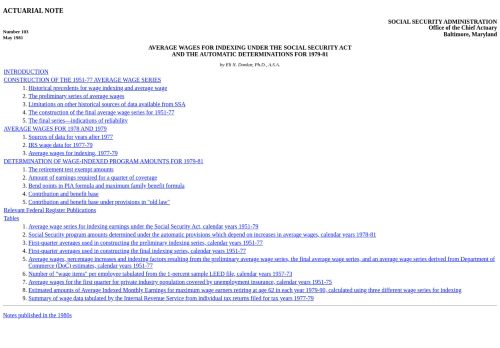 ACTUARIAL NOTE
SOCIAL SECURITY ADMINISTRATION
Number 103
Office of the Chief Actuary
May 1981
Baltimore, Maryland
AVERAGE WAGES FOR INDEXING UNDER THE SOCIAL SECURITY ACT
AND THE AUTOMATIC DETERMINATIONS FOR 1979-81
by Eli N. Donkar, Ph.D., A.S.A.
INTRODUCTION
CONSTRUCTION OF THE 1951-77 AVERAGE WAGE SERIES
1. Historical precedents for wage indexing and average wage
2. The preliminary series of average wages
3. Limitations on other historical sources of data available from SSA
4. The construction of the final average wage series for 1951-77
5. The final series—indications of reliability
AVERAGE WAGES FOR 1978 AND 1979
1. Sources of data for years after 1977
2. IRS wage data for 1977-79
3. Average wages for indexing, 1977-79
DETERMINATION OF WAGE-INDEXED PROGRAM AMOUNTS FOR 1979-81
1. The retirement test exempt amounts
2. Amount of earnings required for a quarter of coverage
3. Bend points in PIA formula and maximum family benefit formula
4. Contribution and benefit base
5. Contribution and benefit base under provisions in "old law"
Relevant Federal Register Publications
Tables
1. Average wage series for indexing earnings under the Social Security Act, calendar years 1951-79
2. Social Security program amounts determined under the automatic provisions which depend on increases in average wages, calendar years 1978-81
3. First-quarter averages used in constructing the preliminary indexing series, calendar years 1951-77
4. First-quarter averages used in constructing the final indexing series, calendar years 1951-77
5. Average wages, percentage increases and indexing factors resulting from the preliminary average wage series, the final average wage series, and an average wage series derived from Department of
Commerce (DoC) estimates, calendar years 1951-77
6. Number of "wage items" per employee tabulated from the 1-percent sample LEED file, calendar years 1957-73
7. Average wages for the first quarter for private industry population covered by unemployment insurance, calendar years 1951-75
8. Estimated amounts of Average Indexed Monthly Earnings for maximum wage earners retiring at age 62 in each year 1979-90, calculated using three different wage series for indexing
9. Summary of wage data tabulated by the Internal Revenue Service from individual tax returns filed for tax years 1977-79
Notes published in the 1980s